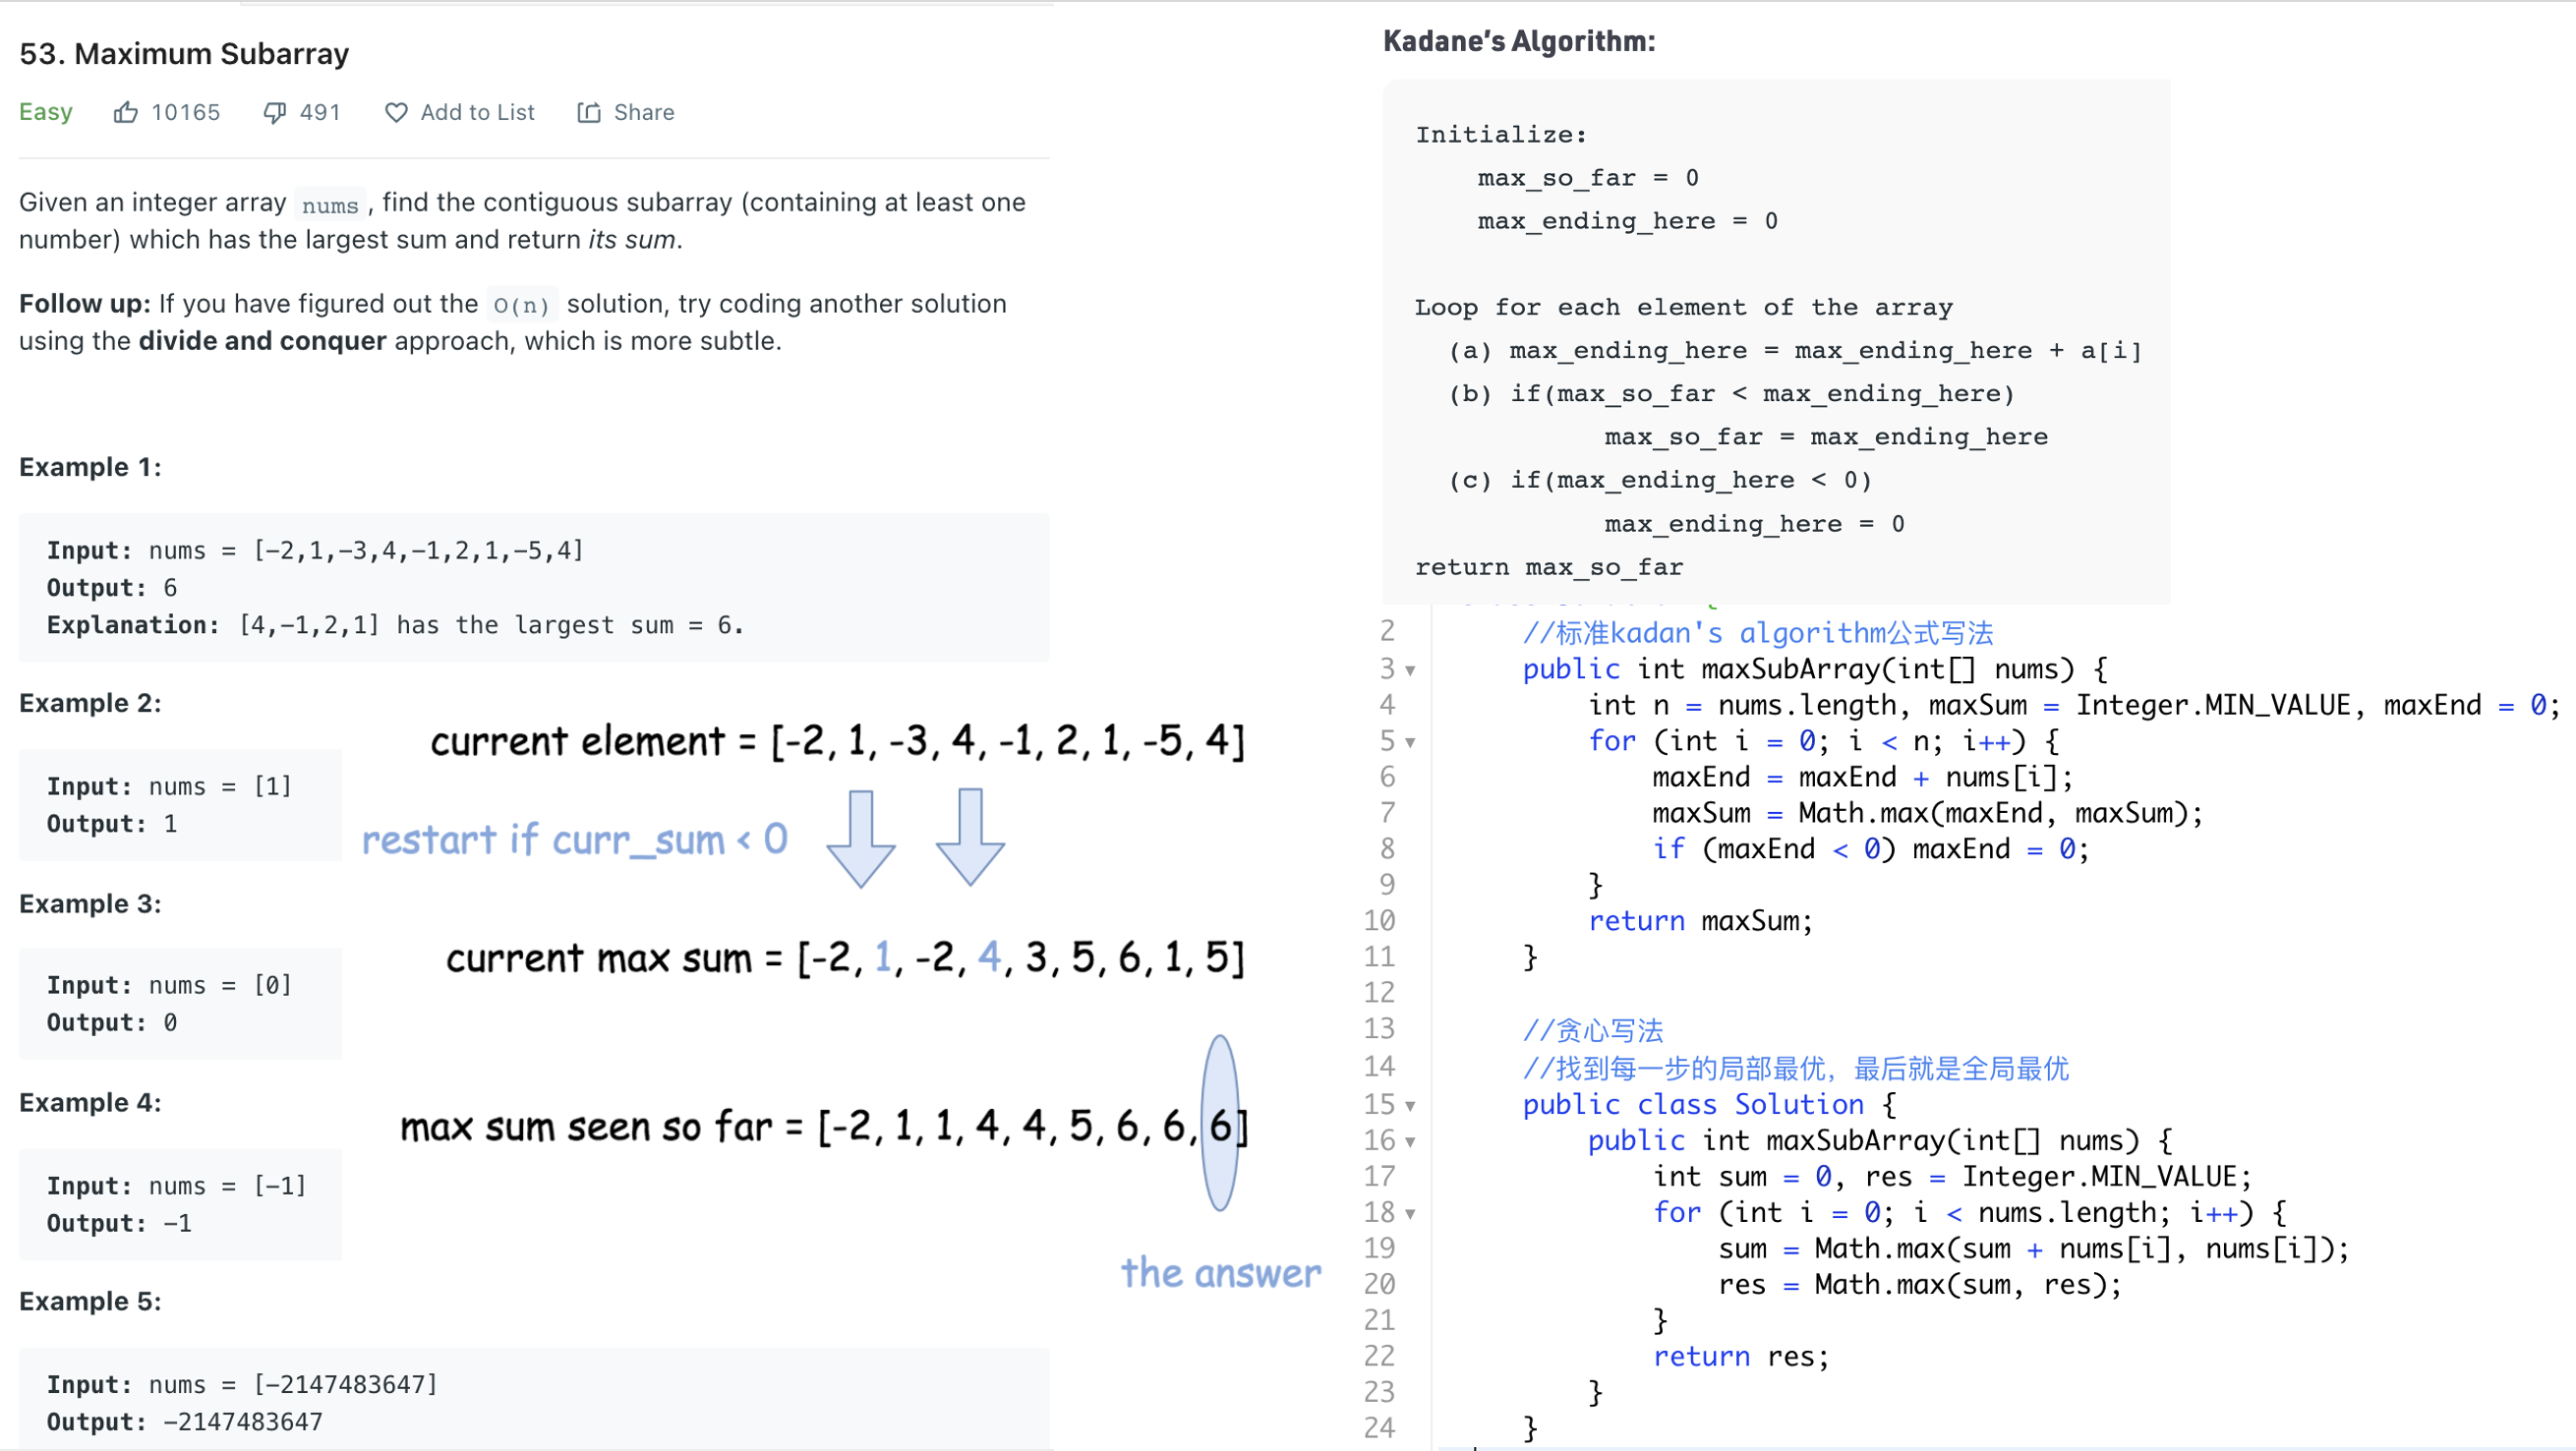 53. Maximum Subarray
Easy 10165 491 Add to List Share
Given an integer array nums , find the contiguous subarray (containing at least one
number) which has the largest sum and return its sum.
Follow up: If you have figured out the O(n) solution, try coding another solution
using the divide and conquer approach, which is more subtle.
Example 1:
Input: nums = [-2,1,-3,4,-1,2,1,-5,4]
Output: 6
Explanation: [4,-1,2,1] has the largest sum = 6.
Example 2:
Input: nums = [1]
Output: 1
Example 3:
Input: nums = [0]
Output: 0
Example 4:
Input: nums = [-1]
Output: -1
Example 5:
Input: nums = [-2147483647]
Output: -2147483647
current element = [-2, 1, -3, 4, -1, 2, 1, -5, 4]
restart if curr_sum < 0
current max sum = [-2, 1, -2, 4, 3, 5, 6, 1, 5]
max sum seen so far = [-2, 1, 1, 4, 4, 5, 6, 6, 6]
the answer
Kadane's Algorithm:
Initialize:
max_so_far = 0
max_ending_here = 0
Loop for each element of the array
(a) max_ending_here = max_ending_here + a[i]
(b) if(max_so_far < max_ending_here)
max_so_far = max_ending_here
(c) if(max_ending_here < 0)
max_ending_here = 0
return max_so_far
2 //标准kadan's algorithm公式写法
3 public int maxSubArray(int[] nums) {
4 int n = nums.length, maxSum = Integer.MIN_VALUE, maxEnd = 0;
5 for (int i = 0; i < n; i++) {
6 maxEnd = maxEnd + nums[i];
7 maxSum = Math.max(maxEnd, maxSum);
8 if (maxEnd < 0) maxEnd = 0;
9 }
10 return maxSum;
11 }
12
13 //贪心写法
14 //找到每一步的局部最优，最后就是全局最优
15 public class Solution {
16 public int maxSubArray(int[] nums) {
17 int sum = 0, res = Integer.MIN_VALUE;
18 for (int i = 0; i < nums.length; i++) {
19 sum = Math.max(sum + nums[i], nums[i]);
20 res = Math.max(sum, res);
21 }
22 return res;
23 }
24 }